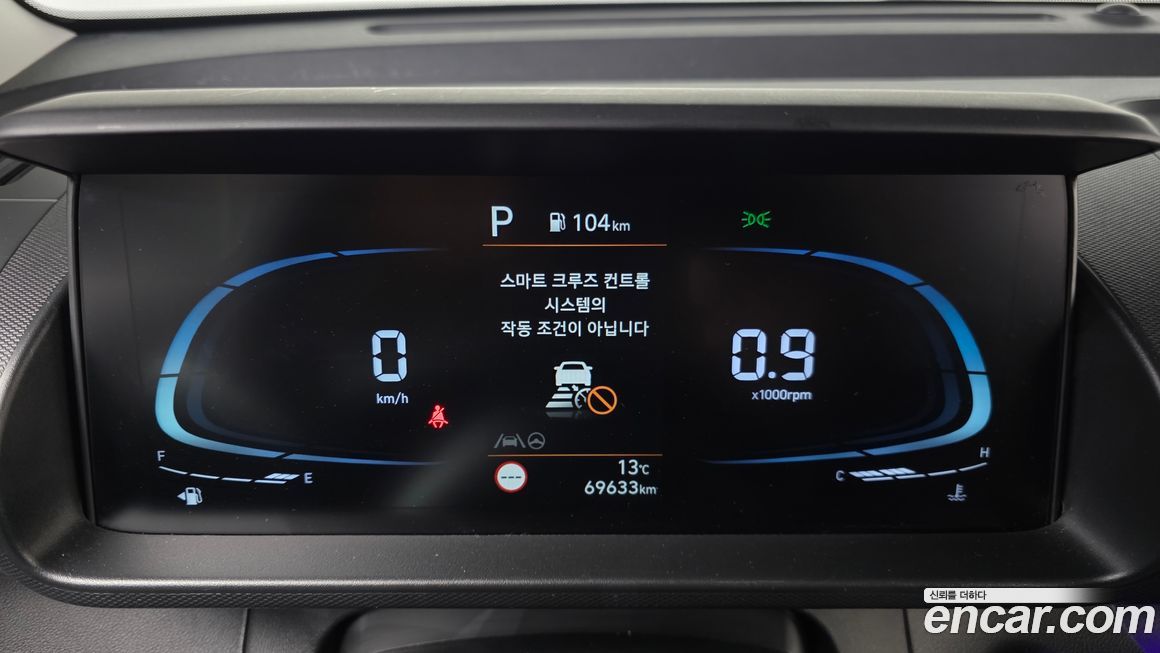 P 104km
스마트 크루즈 컨트롤
시스템의
작동 조건이 아닙니다
0
km/h
0.9
x1000rpm
F E
C H
---
13℃
69633km
신뢰를 더하다
encar.com